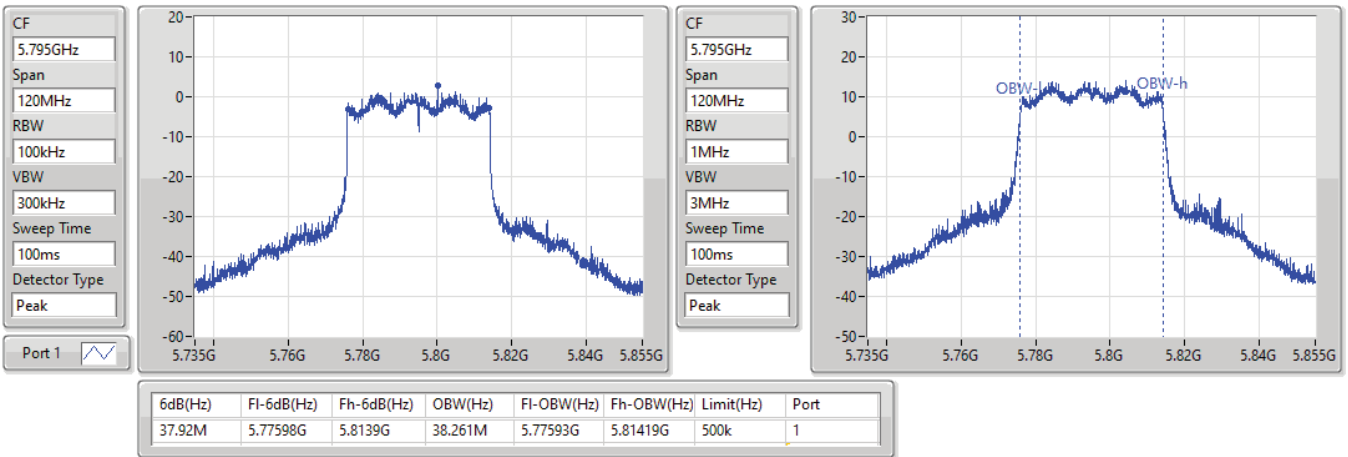 CF
5.795GHz
Span
120MHz
RBW
100kHz
VBW
300kHz
Sweep Time
100ms
Detector Type
Peak
Port 1
20
10
0
-10
-20
-30
-40
-50
-60
5.735G 5.76G 5.78G 5.8G 5.82G 5.84G 5.855G
CF
5.795GHz
Span
120MHz
RBW
1MHz
VBW
3MHz
Sweep Time
100ms
Detector Type
Peak
30
20
10
0
-10
-20
-30
-40
-50
OBW-l OBW-h
5.735G 5.76G 5.78G 5.8G 5.82G 5.84G 5.855G
6dB(Hz) Fl-6dB(Hz) Fh-6dB(Hz) OBW(Hz) Fl-OBW(Hz) Fh-OBW(Hz) Limit(Hz) Port
37.92M 5.77598G 5.8139G 38.261M 5.77593G 5.81419G 500k 1